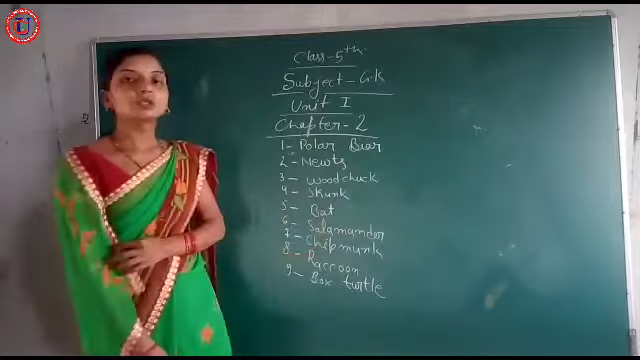 Class-5th.
Subject-G.K
Unit I
Chapter-2
1- Polar Bear
2- Newts
3- Woodchuck
4- Skunk
5- Bat
6- Salamander
7- Chipmunk
8- Raccoon
9- Box turtle